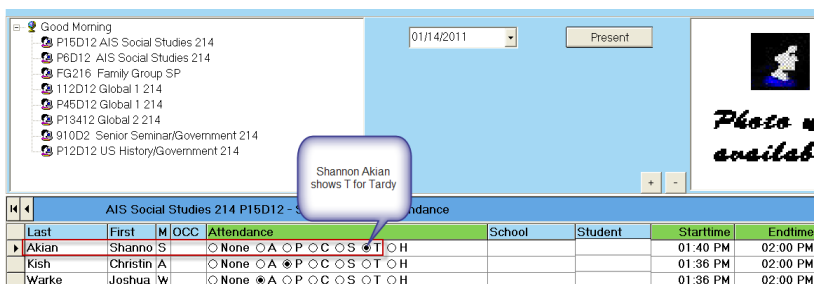 Good Morning
P15D12 AIS Social Studies 214
P6D12 AIS Social Studies 214
FG216 Family Group SP
112D12 Global 1 214
P45D12 Global 1 214
P13412 Global 2 214
910D2 Senior Seminar/Government 214
P12D12 US History/Government 214
01/14/2011
Present
Photo
availab
Shannon Akian
shows T for Tardy
+ -
AIS Social Studies 214 P15D12 - S dance
Last First M OCC Attendance School Student Starttime Endtime
Akian Shanno S None A P C S T H 01:40 PM 02:00 PM
Kish Christin A None A P C S T H 01:36 PM 02:00 PM
Warke Joshua W None A P C S T H 01:36 PM 02:00 PM